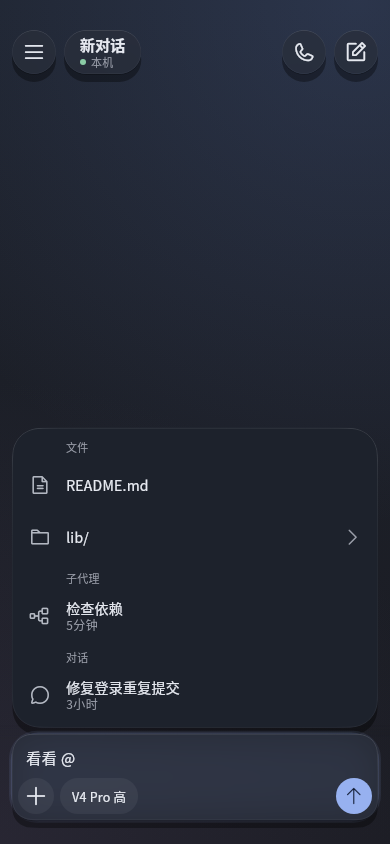 新对话
本机
文件
README.md
lib/
子代理
检查依赖
5分钟
对话
修复登录重复提交
3小时
看看 @
V4 Pro 高